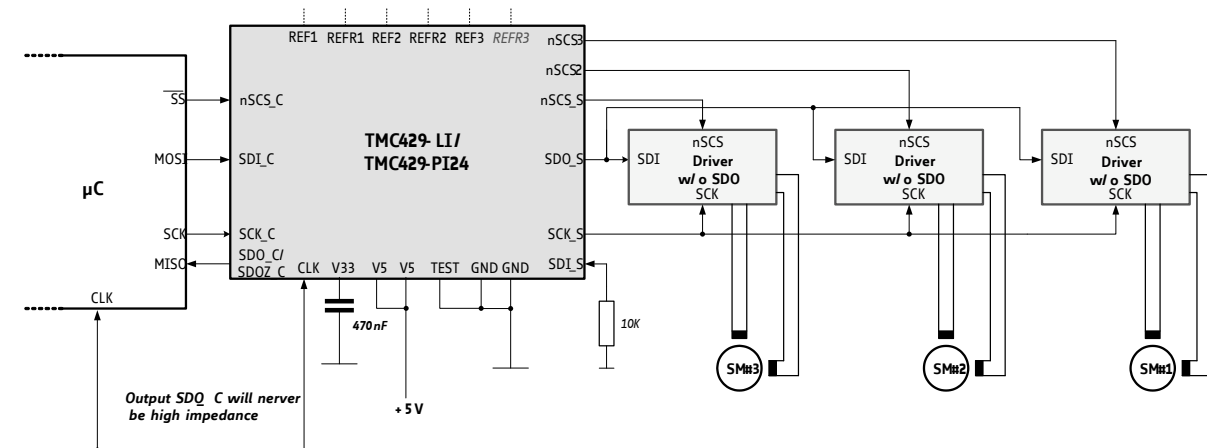 REF1 REFR1 REF2 REFR2 REF3 REFR3
nSCS3
nSCS2
SS nSCS_C nSCS_S
TMC429- LI/
TMC429-PI24
nSCS nSCS nSCS
MOSI SDI_C SDO_S SDI Driver SDI Driver SDI Driver
w/o SDO w/o SDO w/o SDO
µC
SCK SCK SCK
SCK SCK_C SCK_S
MISO SDO_C/
SDOZ_C CLK V33 V5 V5 TEST GND GND SDI_S
CLK
470nF
10K
SM#3 SM#2 SM#1
Output SDO_C will nerver
be high impedance
+ 5 V